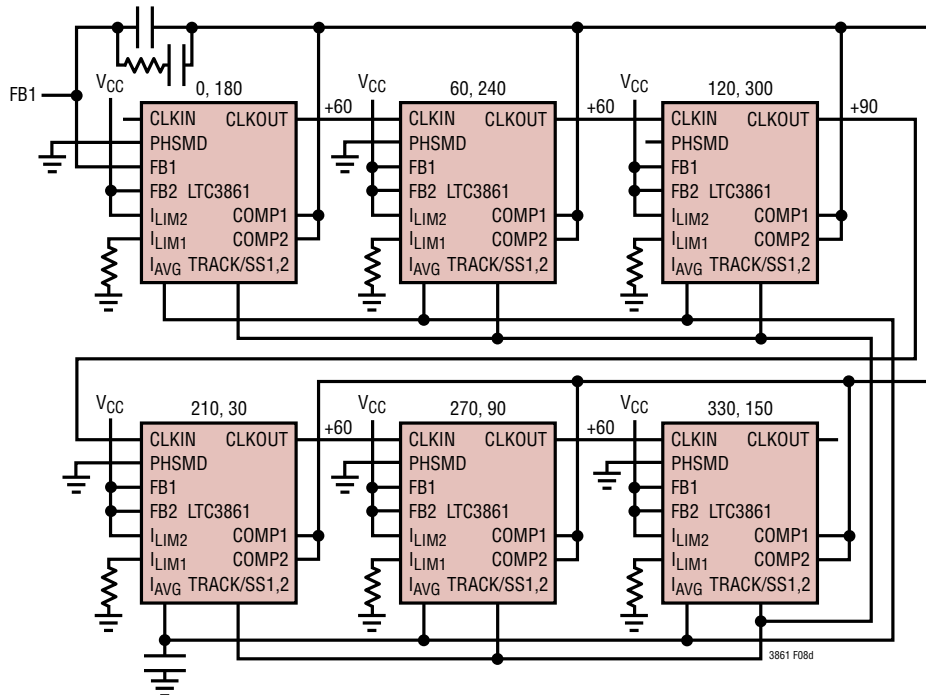 FB1
VCC
0, 180
CLKIN CLKOUT
PHSMD
FB1
FB2 LTC3861
ILIM2 COMP1
ILIM1 COMP2
IAVG TRACK/SS1,2
+60
VCC
60, 240
CLKIN CLKOUT
PHSMD
FB1
FB2 LTC3861
ILIM2 COMP1
ILIM1 COMP2
IAVG TRACK/SS1,2
+60
VCC
120, 300
CLKIN CLKOUT
PHSMD
FB1
FB2 LTC3861
ILIM2 COMP1
ILIM1 COMP2
IAVG TRACK/SS1,2
+90
VCC
210, 30
CLKIN CLKOUT
PHSMD
FB1
FB2 LTC3861
ILIM2 COMP1
ILIM1 COMP2
IAVG TRACK/SS1,2
+60
VCC
270, 90
CLKIN CLKOUT
PHSMD
FB1
FB2 LTC3861
ILIM2 COMP1
ILIM1 COMP2
IAVG TRACK/SS1,2
+60
VCC
330, 150
CLKIN CLKOUT
PHSMD
FB1
FB2 LTC3861
ILIM2 COMP1
ILIM1 COMP2
IAVG TRACK/SS1,2
3861 F08d